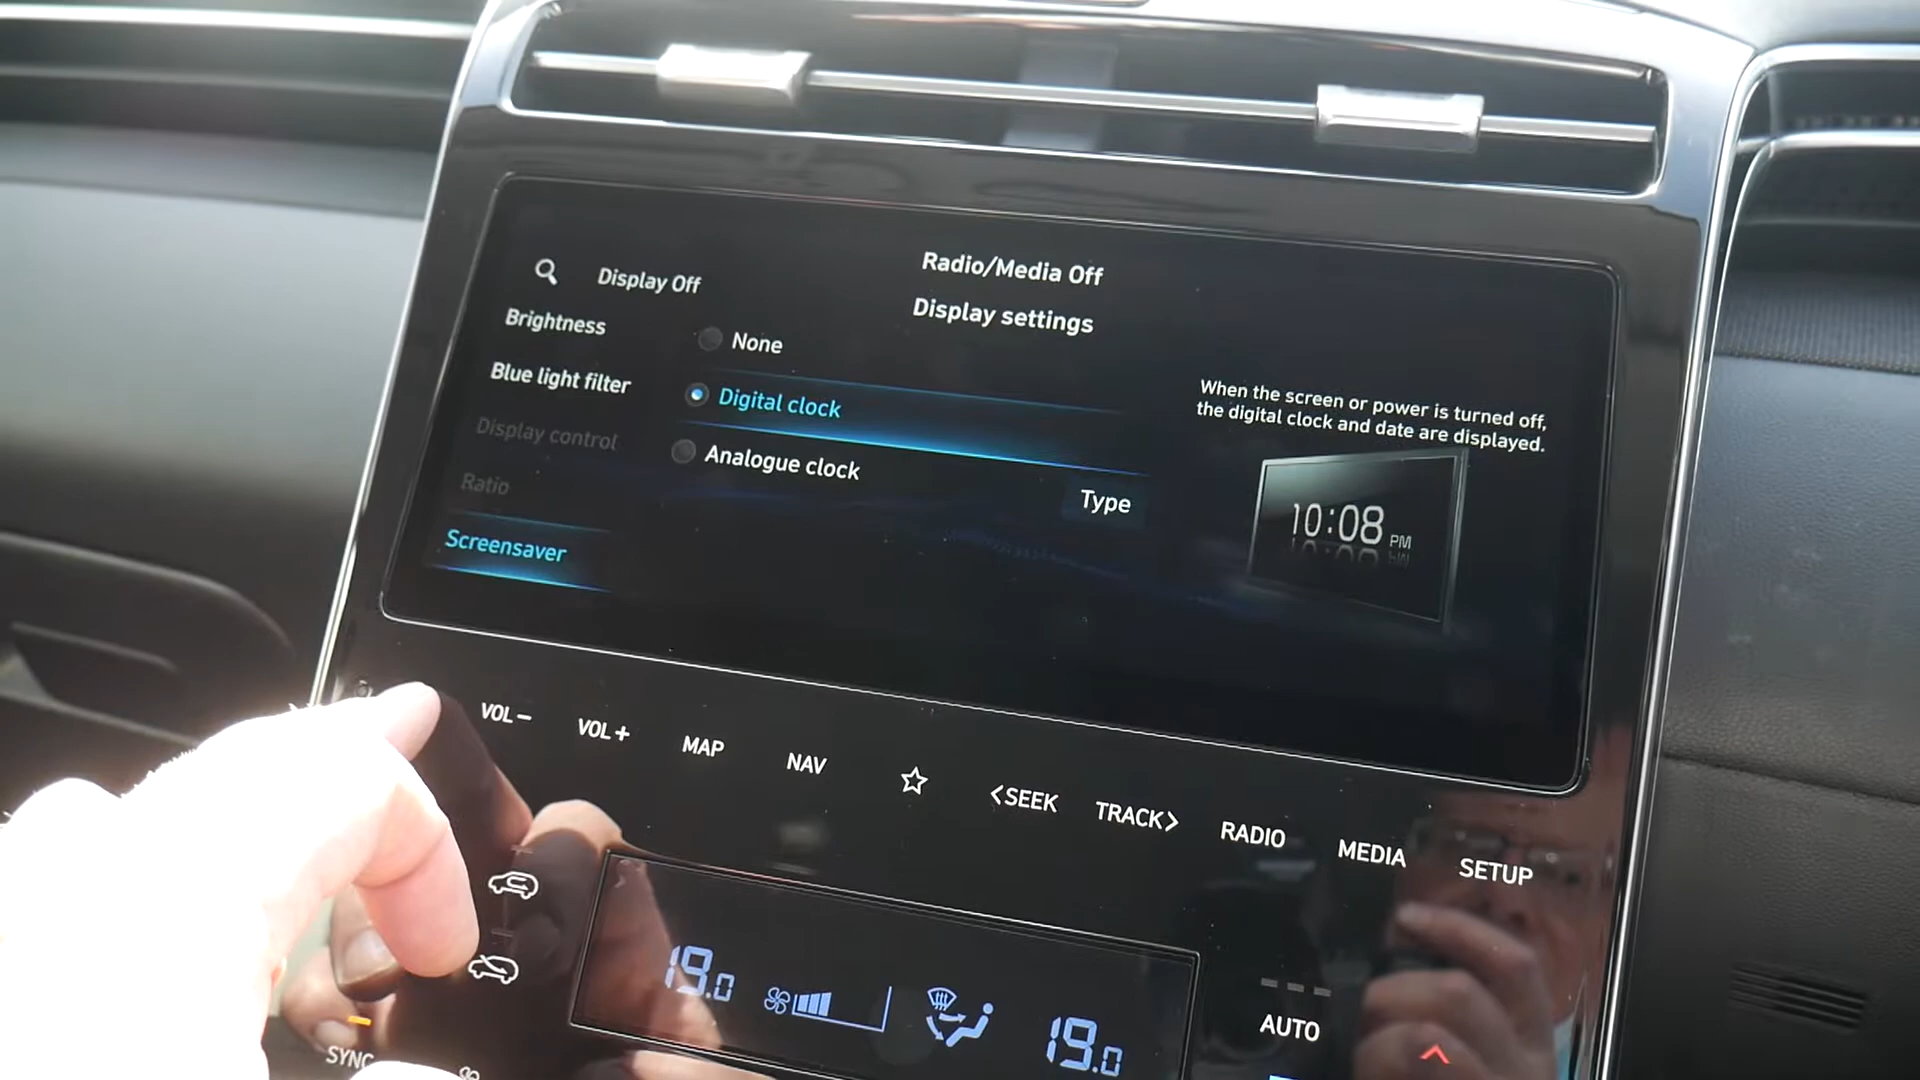 Radio/Media Off
Display Off
Display settings
Brightness
Blue light filter
Display control
Ratio
Screensaver
None
Digital clock
Analogue clock
Type
When the screen or power is turned off,
the digital clock and date are displayed.
10:08 PM
VOL− VOL+ MAP NAV <SEEK TRACK> RADIO MEDIA SETUP
19.0 19.0
AUTO
SYNC